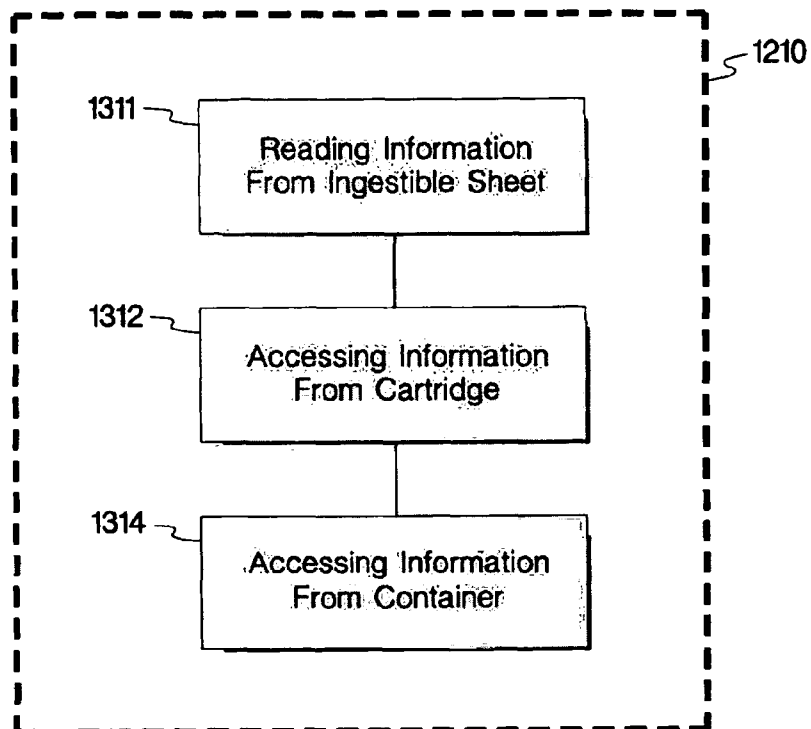 1210
1311
Reading Information
From Ingestible Sheet
1312
Accessing Information
From Cartridge
1314
Accessing Information
From Container